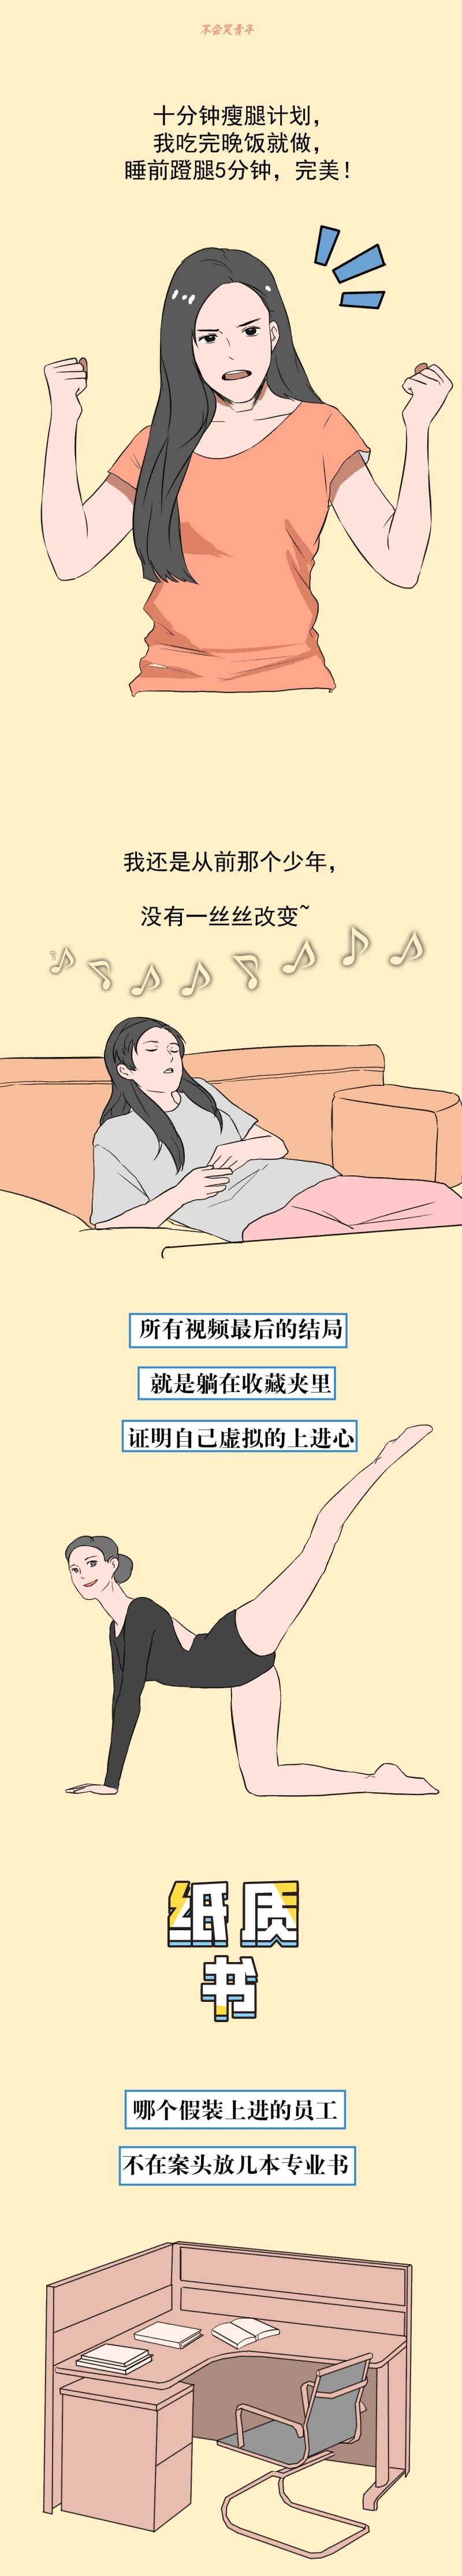 不会笑青年
十分钟瘦腿计划，
我吃完晚饭就做，
睡前蹬腿5分钟，完美！
我还是从前那个少年，
没有一丝丝改变~
所有视频最后的结局
就是躺在收藏夹里
证明自己虚拟的上进心
纸质
书
哪个假装上进的员工
不在案头放几本专业书